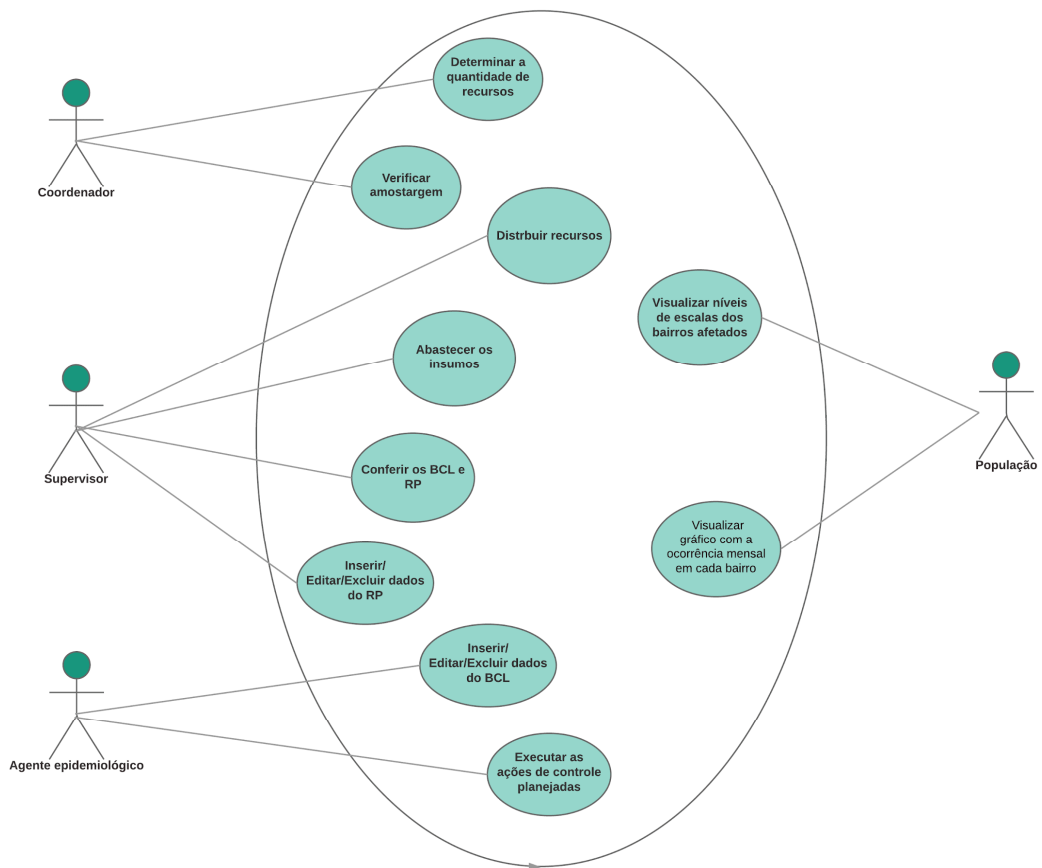 Determinar a
quantidade de
recursos
Coordenador
Verificar
amostargem
Distrbuir recursos
Visualizar níveis
de escalas dos
bairros afetados
Abastecer os
insumos
Supervisor
População
Conferir os BCL e
RP
Visualizar
gráfico com a
ocorrência mensal
em cada bairro
Inserir/
Editar/Excluir dados
do RP
Inserir/
Editar/Excluir dados
do BCL
Agente epidemiológico
Executar as
ações de controle
planejadas